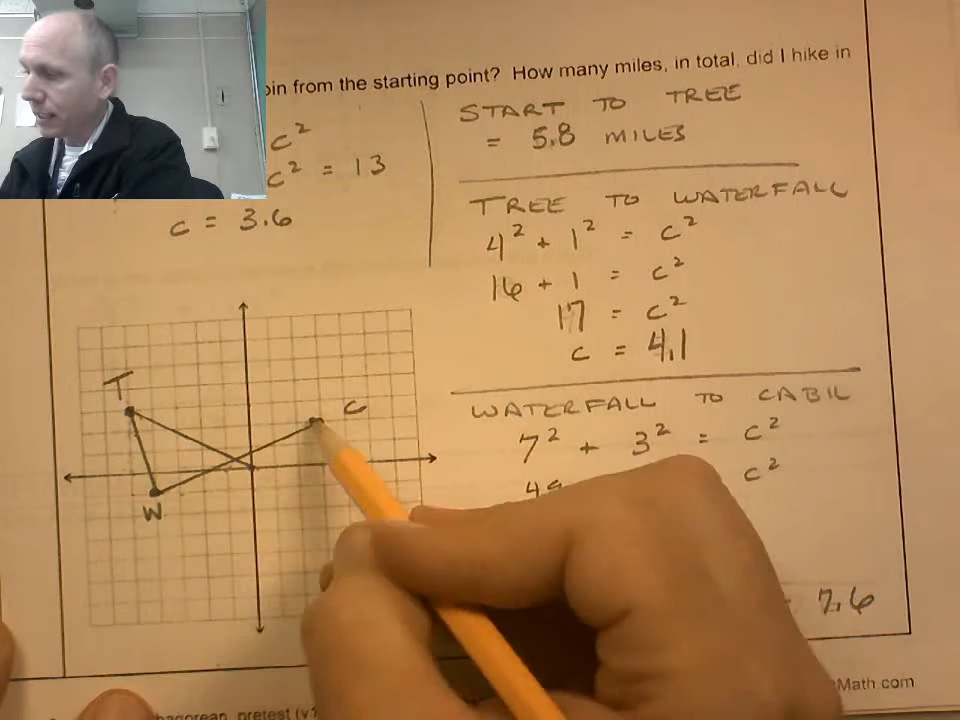 from the starting point? How many miles, in total, did I hike in
c²
c² = 13
c = 3.6
START TO TREE
= 5.8 MILES
TREE TO WATERFALL
4² + 1² = c²
16 + 1 = c²
17 = c²
c = 4.1
WATERFALL TO CABIL
7² + 3² = c²
c²
7.6
T
C
W
Math.com
pretest